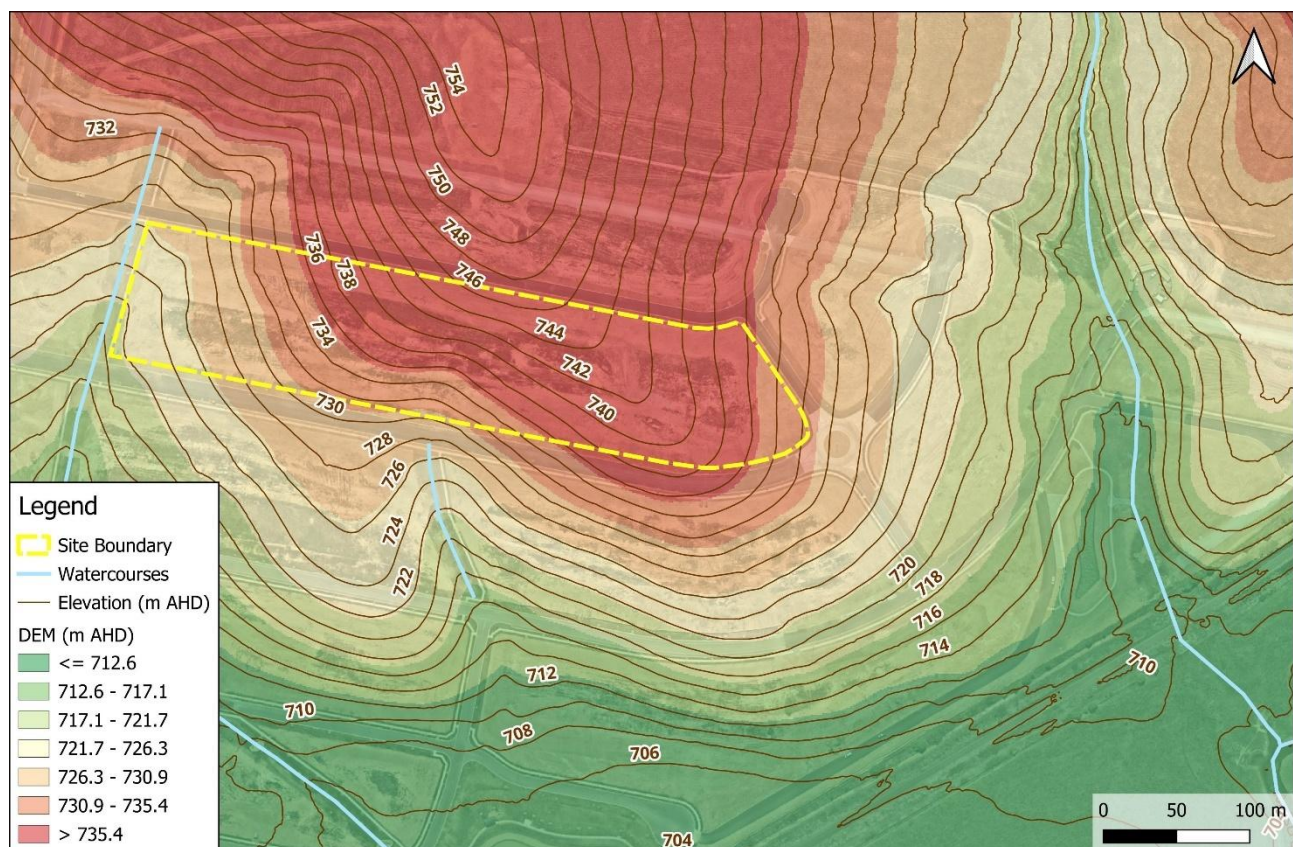 754
752
732
750
748
736
746
738
744
734
742
740
730
728
726
724
722
720
718
716
714
712
710
710
708
706
704
Legend
Site Boundary
Watercourses
Elevation (m AHD)
DEM (m AHD)
<= 712.6
712.6 - 717.1
717.1 - 721.7
721.7 - 726.3
726.3 - 730.9
730.9 - 735.4
> 735.4
0 50 100 m